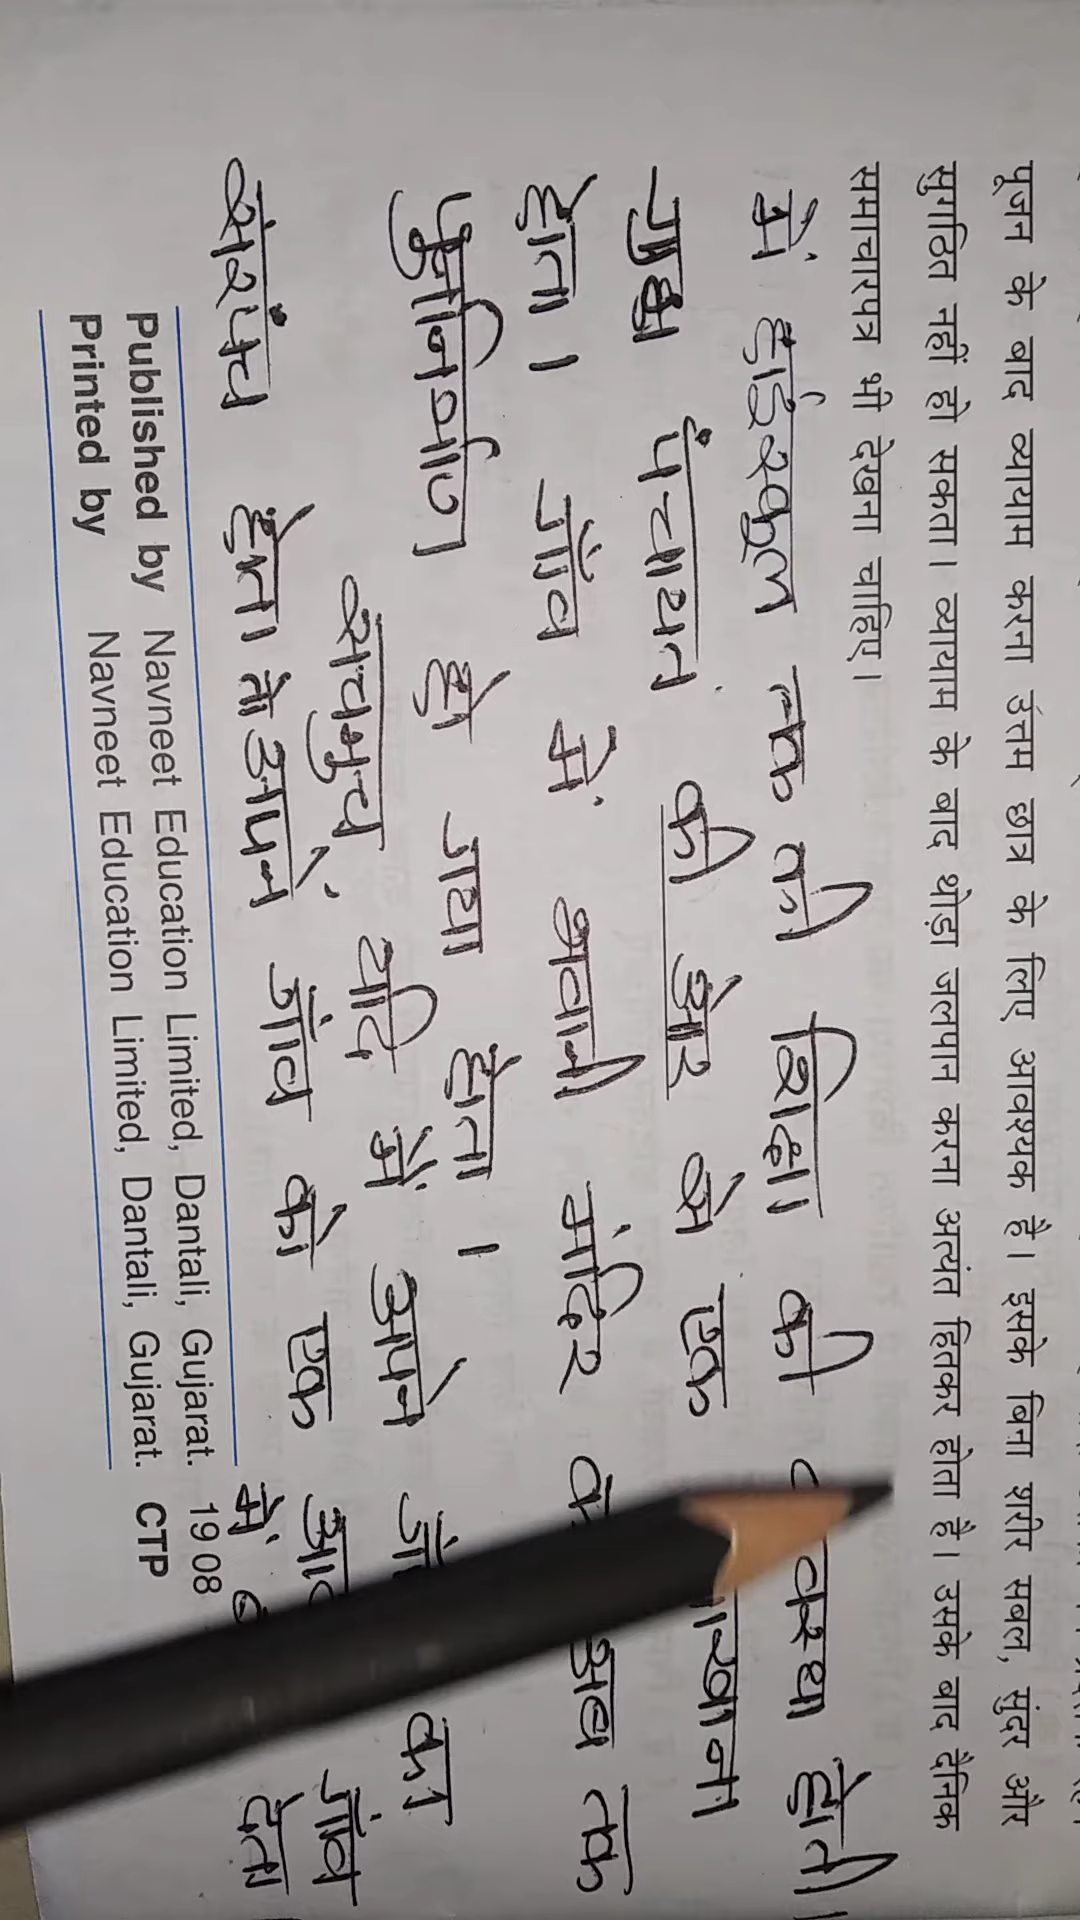 पूजन के बाद व्यायाम करना उत्तम छात्र के लिए आवश्यक है। इसके बिना शरीर सबल, सुंदर और
सुगठित नहीं हो सकता। व्यायाम के बाद थोड़ा जलपान करना अत्यंत हितकर होता है। उसके बाद दैनिक
समाचारपत्र भी देखना चाहिए।
में हाईस्कूल तक की शिक्षा की होती।
ग्राम पंचायत की ओर से एक
होता। गाँव में भवानी मंदिर अब तक
पुनर्निर्माण हो गया होता।
सचमुच यदि मैं अपने का
सरपंच होता तो अपने गाँव को एक गाँव
में देता
Published by Navneet Education Limited, Dantali, Gujarat. 19 08
Printed by Navneet Education Limited, Dantali, Gujarat. CTP